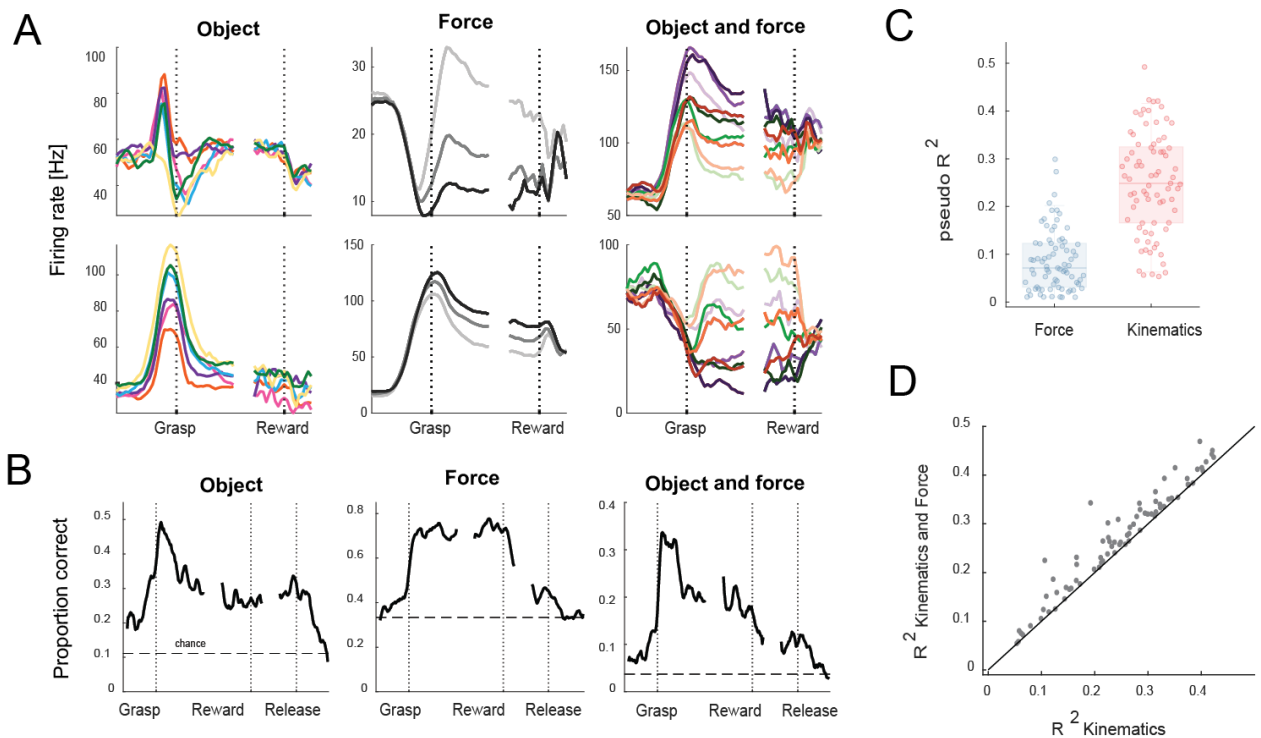 A
Object
Force
Object and force
Firing rate [Hz]
100
80
60
40
30
20
10
0
150
100
50
100
80
60
40
150
100
50
0
100
50
0
Grasp
Reward
Grasp
Reward
Grasp
Reward
B
Object
Force
Object and force
Proportion correct
0.5
0.4
0.3
0.2
0.1
0
chance
0.8
0.6
0.4
0.2
0
0.4
0.3
0.2
0.1
0
Grasp
Reward
Release
Grasp
Reward
Release
Grasp
Reward
Release
C
pseudo R 2
0.5
0.4
0.3
0.2
0.1
0
Force
Kinematics
D
R 2 Kinematics and Force
0.5
0.4
0.3
0.2
0.1
0
0
0.1
0.2
0.3
0.4
R 2 Kinematics